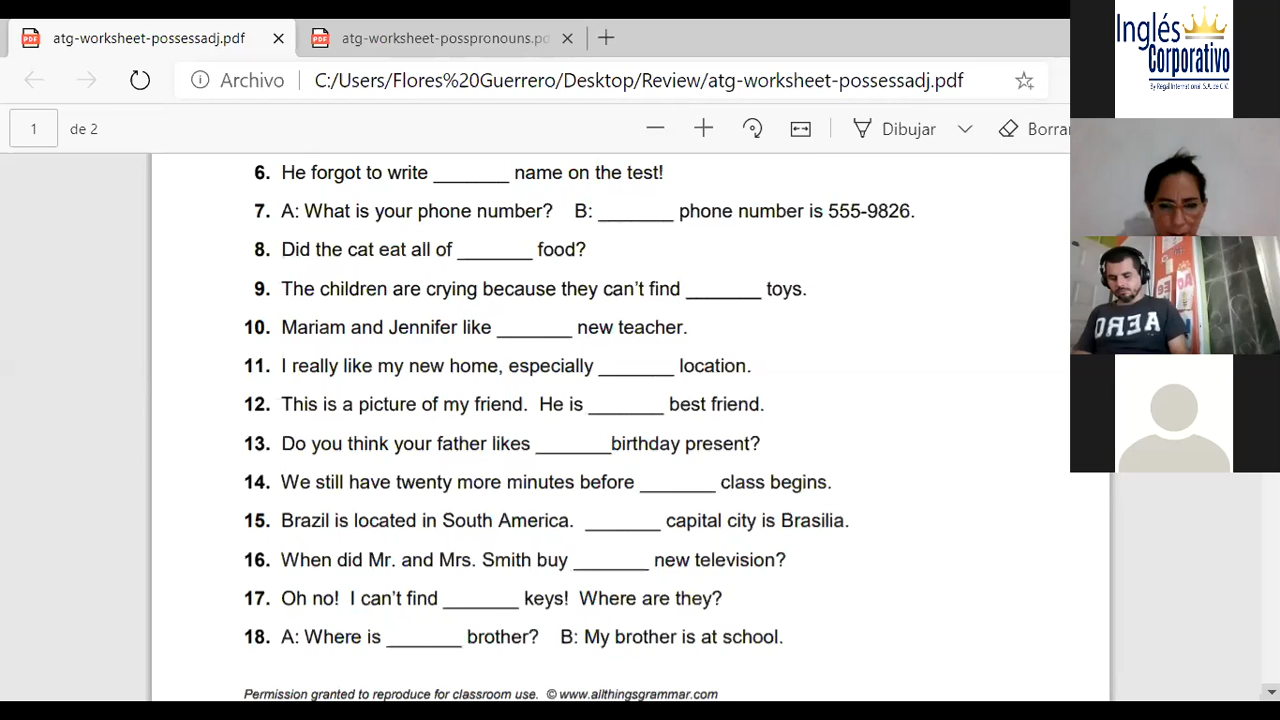 atg-worksheet-possessadj.pdf
atg-worksheet-possessnouns.po
Archivo
C:/Users/Flores%20Guerrero/Desktop/Review/atg-worksheet-possessadj.pdf
1 de 2
Dibujar
Borra
6. He forgot to write _______ name on the test!
7. A: What is your phone number? B: _______ phone number is 555-9826.
8. Did the cat eat all of _______ food?
9. The children are crying because they can't find _______ toys.
10. Mariam and Jennifer like _______ new teacher.
11. I really like my new home, especially _______ location.
12. This is a picture of my friend. He is _______ best friend.
13. Do you think your father likes _______birthday present?
14. We still have twenty more minutes before _______ class begins.
15. Brazil is located in South America. _______ capital city is Brasilia.
16. When did Mr. and Mrs. Smith buy _______ new television?
17. Oh no! I can't find _______ keys! Where are they?
18. A: Where is _______ brother? B: My brother is at school.
Permission granted to reproduce for classroom use. © www.allthingsgrammar.com
Inglés
Corporativo
By Regal International S.A. de C.V.
AERO